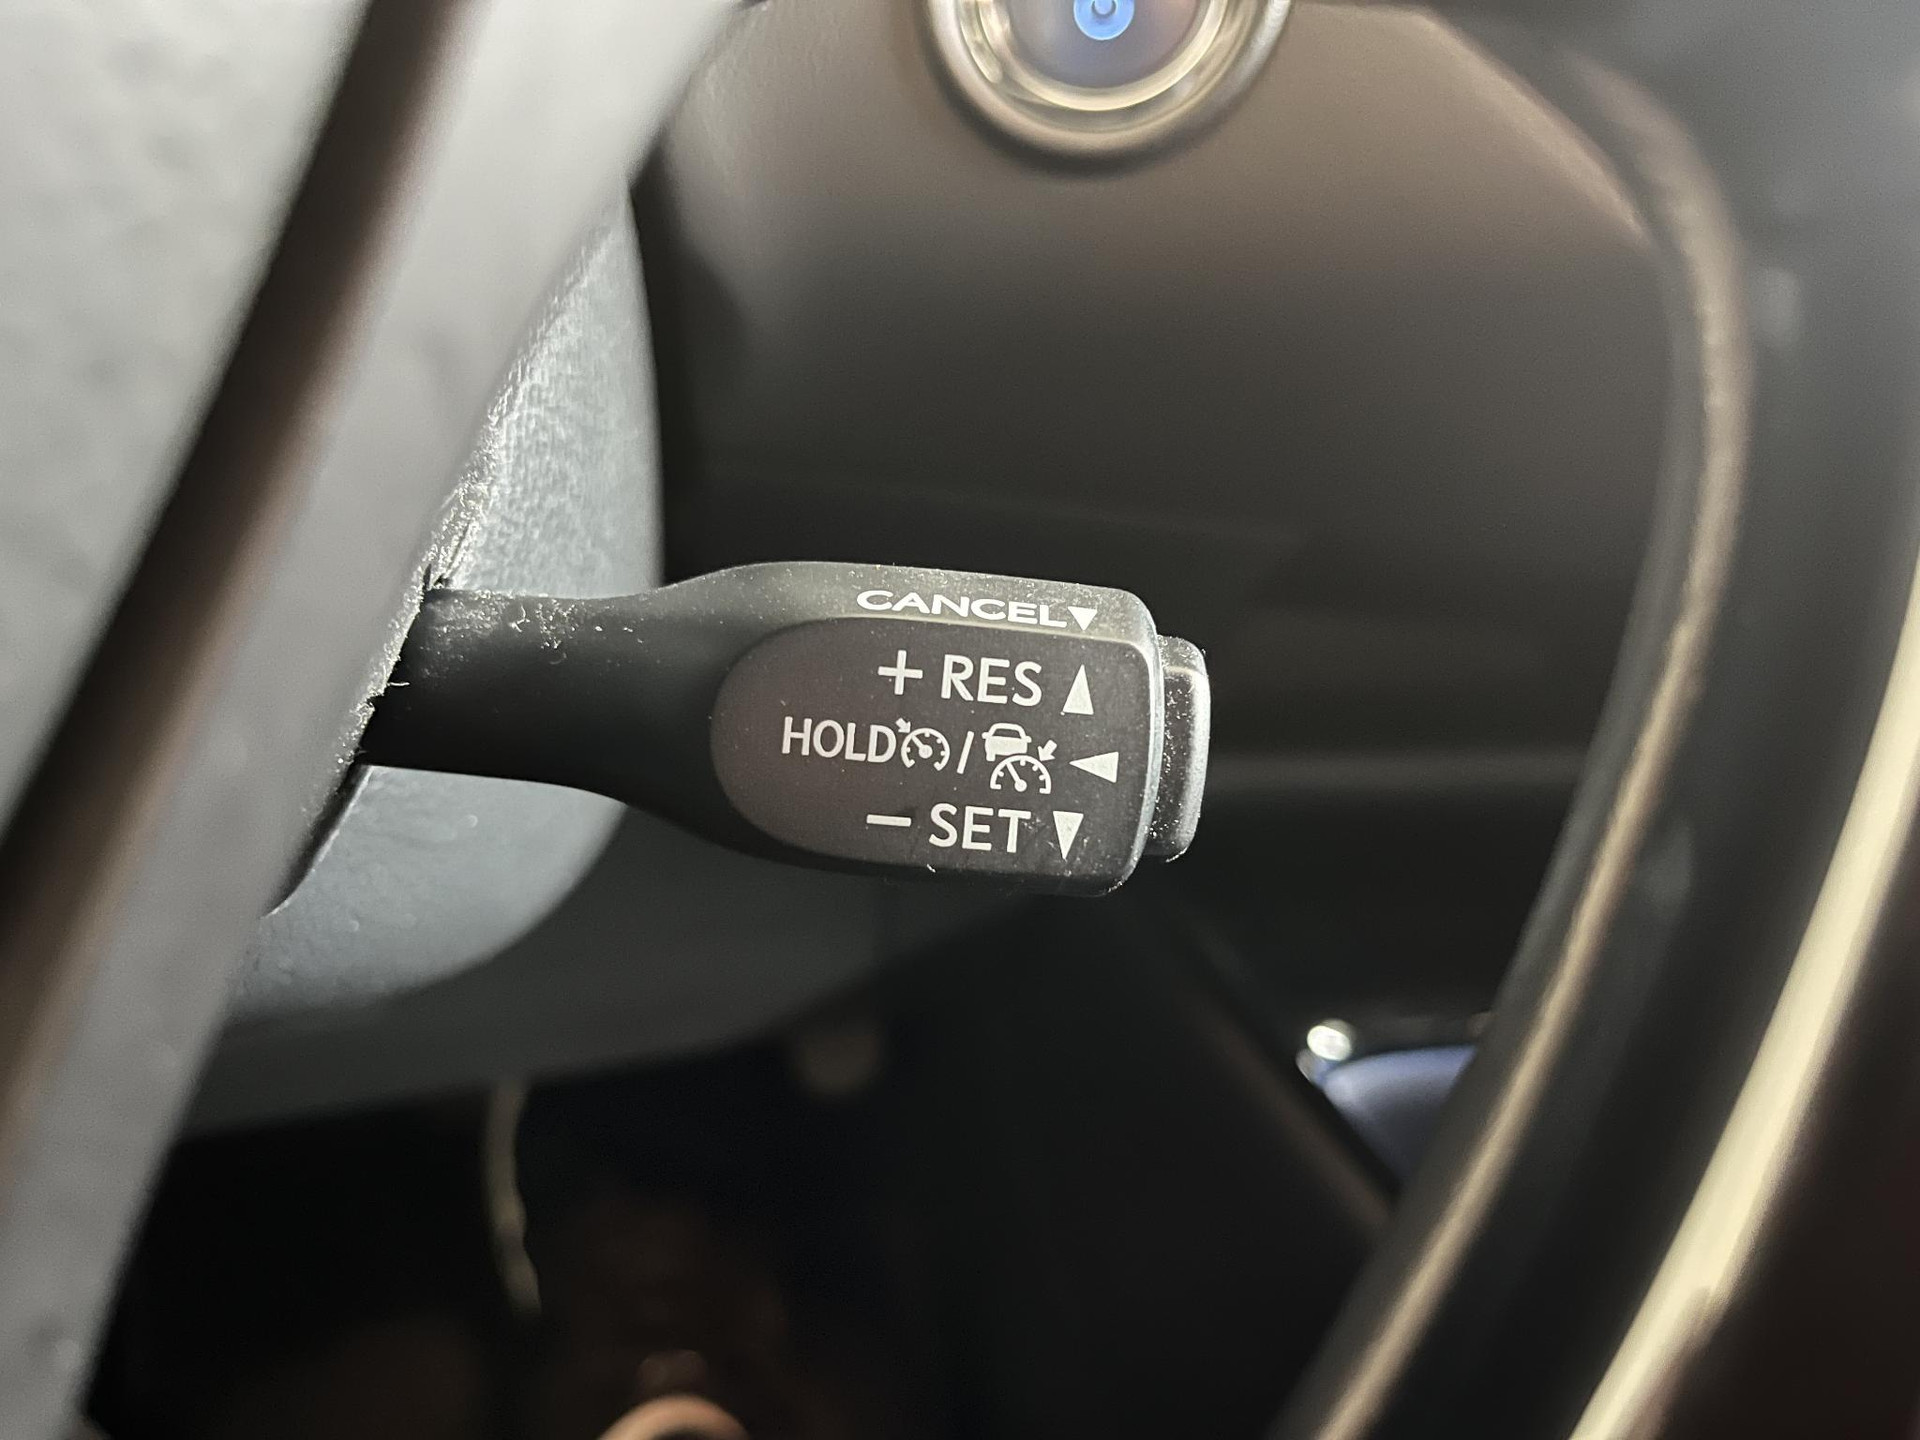 CANCEL▼
+ RES ▲
HOLD / ◀
− SET ▼